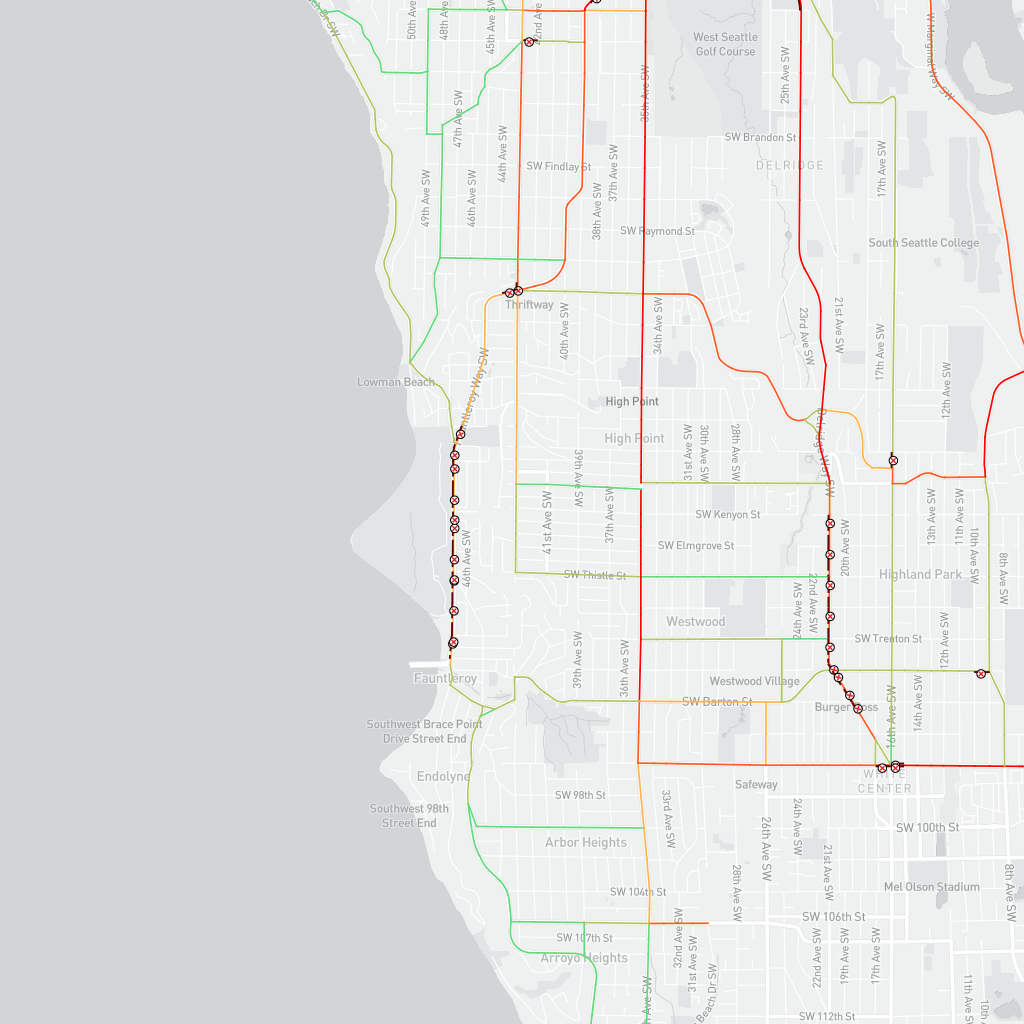 50th Ave SW
48th Ave SW
45th Ave SW
West Seattle
Golf Course
25th Ave SW
W Marginal Way SW
35th Ave SW
47th Ave SW
44th Ave SW
SW Brandon St
SW Findlay St
DELRIDGE
37th Ave SW
17th Ave SW
49th Ave SW
46th Ave SW
38th Ave SW
SW Raymond St
South Seattle College
Thriftway
40th Ave SW
34th Ave SW
23rd Ave SW
21st Ave SW
17th Ave SW
Lowman Beach
12th Ave SW
High Point
High Point
Delridge Way SW
31st Ave SW
30th Ave SW
28th Ave SW
39th Ave SW
41st Ave SW
37th Ave SW
SW Kenyon St
13th Ave SW
11th Ave SW
10th Ave SW
SW Elmgrove St
20th Ave SW
46th Ave SW
SW Thistle St
Highland Park
8th Ave SW
24th Ave SW
22nd Ave SW
Westwood
SW Trenton St
12th Ave SW
39th Ave SW
36th Ave SW
Fauntleroy
Westwood Village
SW Barton St
16th Ave SW
14th Ave SW
Southwest Brace Point
Drive Street End
Endolyne
Safeway
WHITE
CENTER
SW 98th St
Southwest 98th
Street End
33rd Ave SW
26th Ave SW
24th Ave SW
21st Ave SW
SW 100th St
Arbor Heights
28th Ave SW
8th Ave SW
SW 104th St
Mel Olson Stadium
SW 106th St
SW 107th St
32nd Ave SW
31st Ave SW
22nd Ave SW
19th Ave SW
17th Ave SW
Arroyo Heights
Beach Dr SW
11th Ave SW
10th
SW 112th St